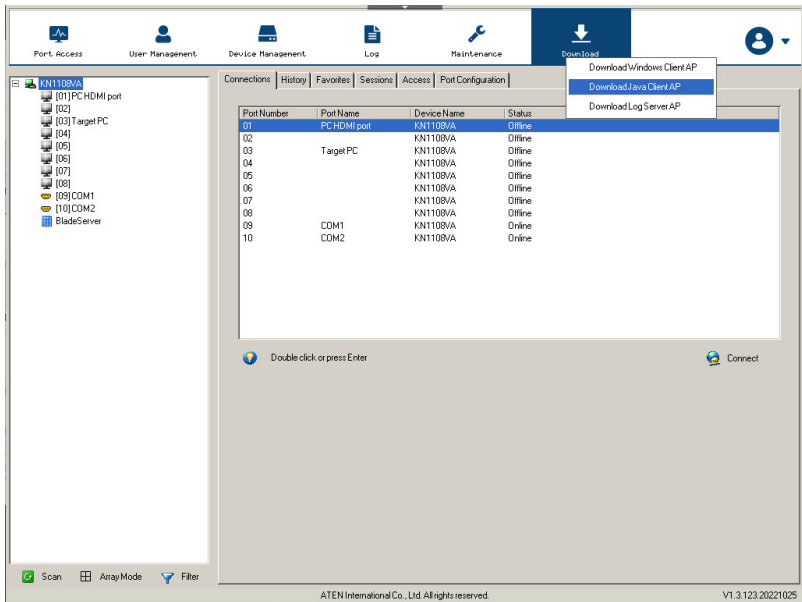 Port Access User Management Device Management Log Maintenance Download
Download Windows Client AP
Download Java Client AP
Download Log Server AP
KN1108VA
[01] PC HDMI port
[02]
[03] Target PC
[04]
[05]
[06]
[07]
[08]
[09] COM1
[10] COM2
BladeServer
Connections History Favorites Sessions Access Port Configuration
Port Number Port Name Device Name Status
01 PC HDMI port KN1108VA Offline
02 KN1108VA Offline
03 Target PC KN1108VA Offline
04 KN1108VA Offline
05 KN1108VA Offline
06 KN1108VA Offline
07 KN1108VA Offline
08 KN1108VA Offline
09 COM1 KN1108VA Online
10 COM2 KN1108VA Online
Double click or press Enter Connect
Scan Array Mode Filter
ATEN International Co., Ltd. All rights reserved. V1.3.123.20221025